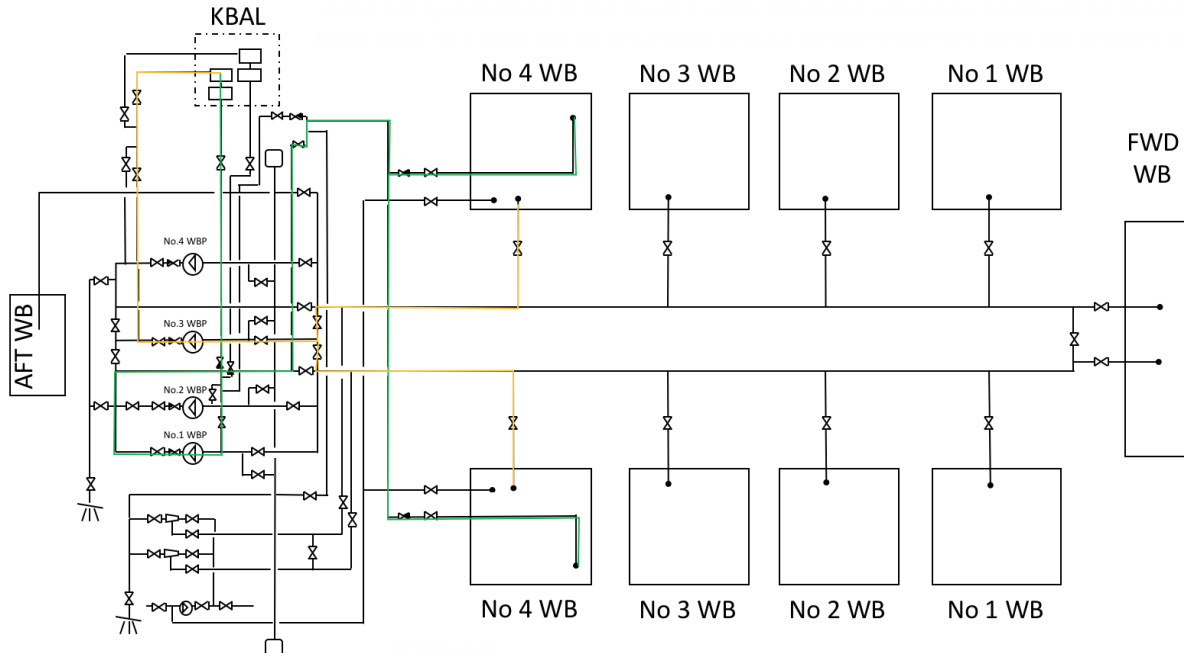 KBAL
No 4 WB
No 3 WB
No 2 WB
No 1 WB
FWD
WB
No.4 WBP
No.3 WBP
No.2 WBP
No.1 WBP
AFT WB
No 4 WB
No 3 WB
No 2 WB
No 1 WB